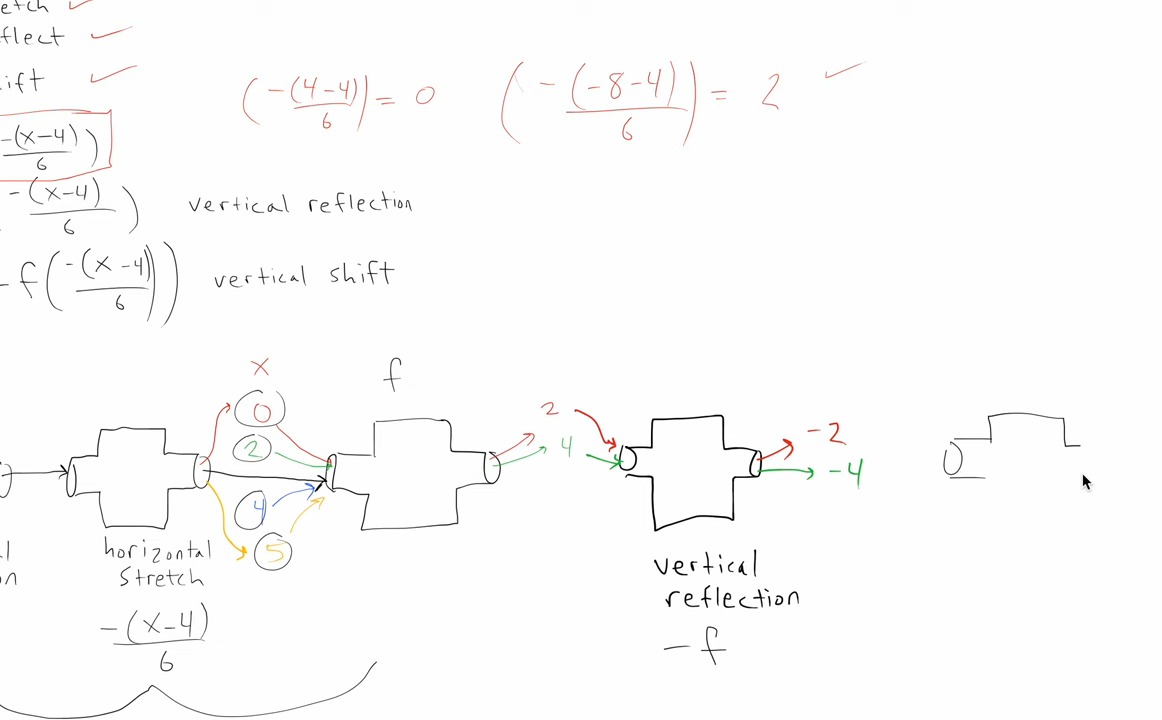 etch ✓
flect ✓
ift ✓
(-(4-4)/6) = 0   (-(-8-4)/6) = 2 ✓
-(x-4)/6)
-(x-4)/6) vertical reflection
- f(-(x-4)/6)) vertical shift
x
f
0
2
4
5
2
4
-2
-4
horizontal
stretch
-(x-4)/6
vertical
reflection
- f
l
n